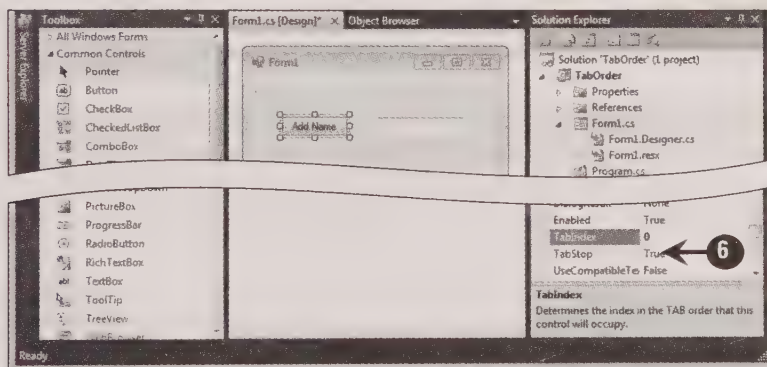 Server Explorer
Toolbox
All Windows Forms
Common Controls
Pointer
Button
CheckBox
CheckedListBox
ComboBox
PictureBox
ProgressBar
RadioButton
RichTextBox
abl TextBox
ToolTip
TreeView
Form1.cs [Design]* Object Browser
Form1
Add Name
Solution Explorer
Solution 'TabOrder' (1 project)
TabOrder
Properties
References
Form1.cs
Form1.Designer.cs
Form1.resx
Program.cs
None
Enabled True
TabIndex 0
TabStop True
6
UseCompatibleTe False
TabIndex
Determines the index in the TAB order that this
control will occupy.
Ready